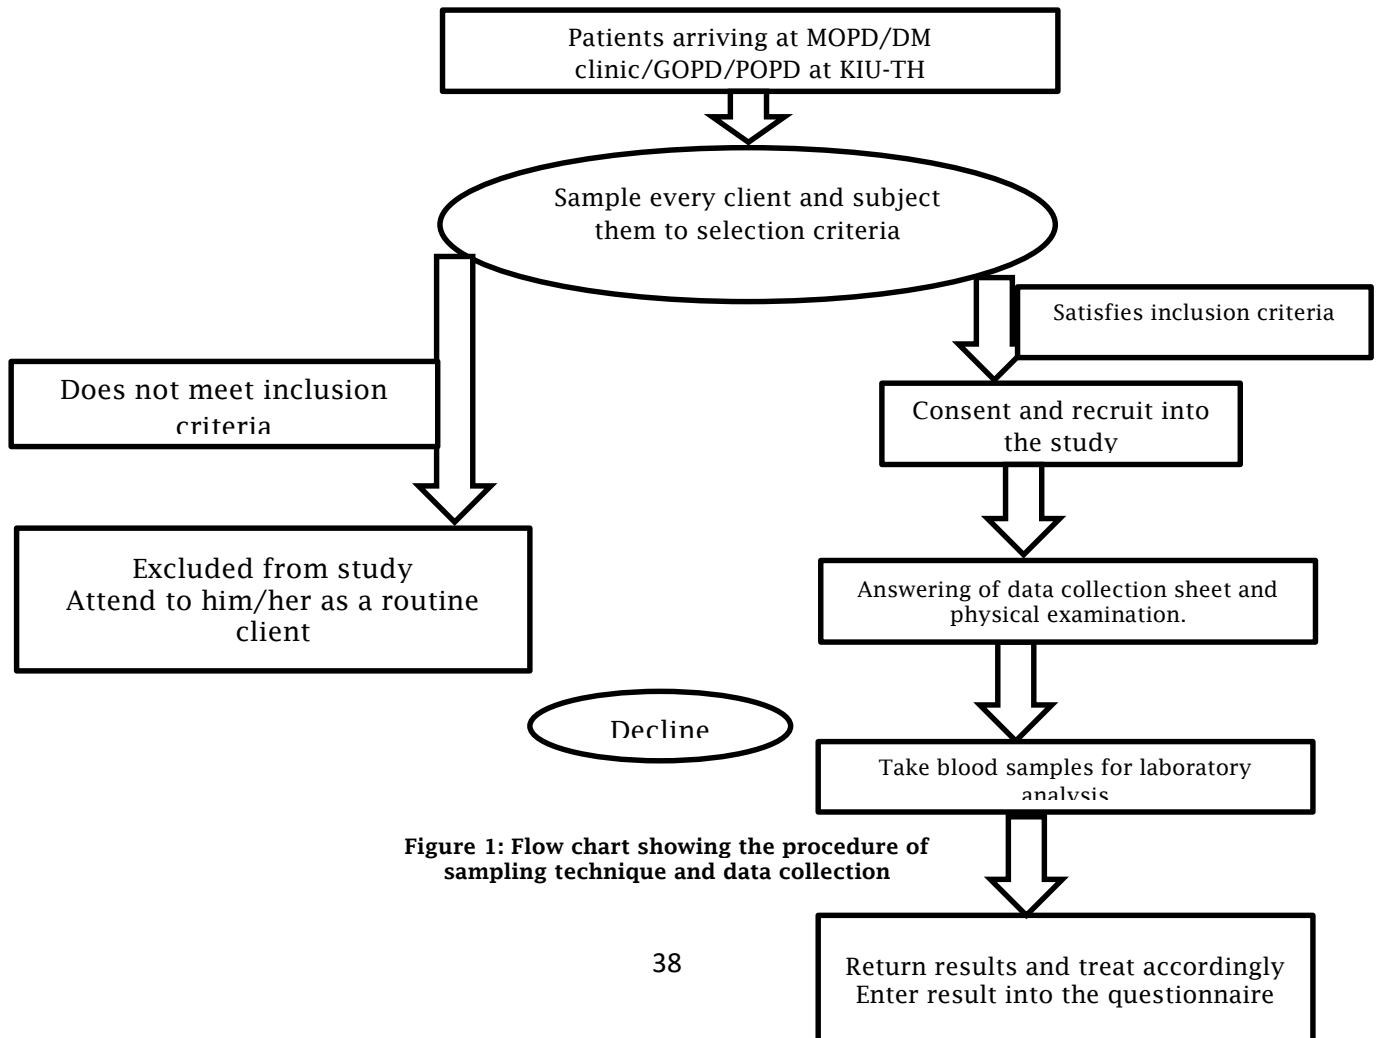 Patients arriving at MOPD/DM
clinic/GOPD/POPD at KIU-TH
Sample every client and subject
them to selection criteria
Satisfies inclusion criteria
Does not meet inclusion
criteria
Consent and recruit into
the study
Excluded from study
Attend to him/her as a routine
client
Answering of data collection sheet and
physical examination.
Decline
Take blood samples for laboratory
analysis
Figure 1: Flow chart showing the procedure of
sampling technique and data collection
Return results and treat accordingly
Enter result into the questionnaire
38